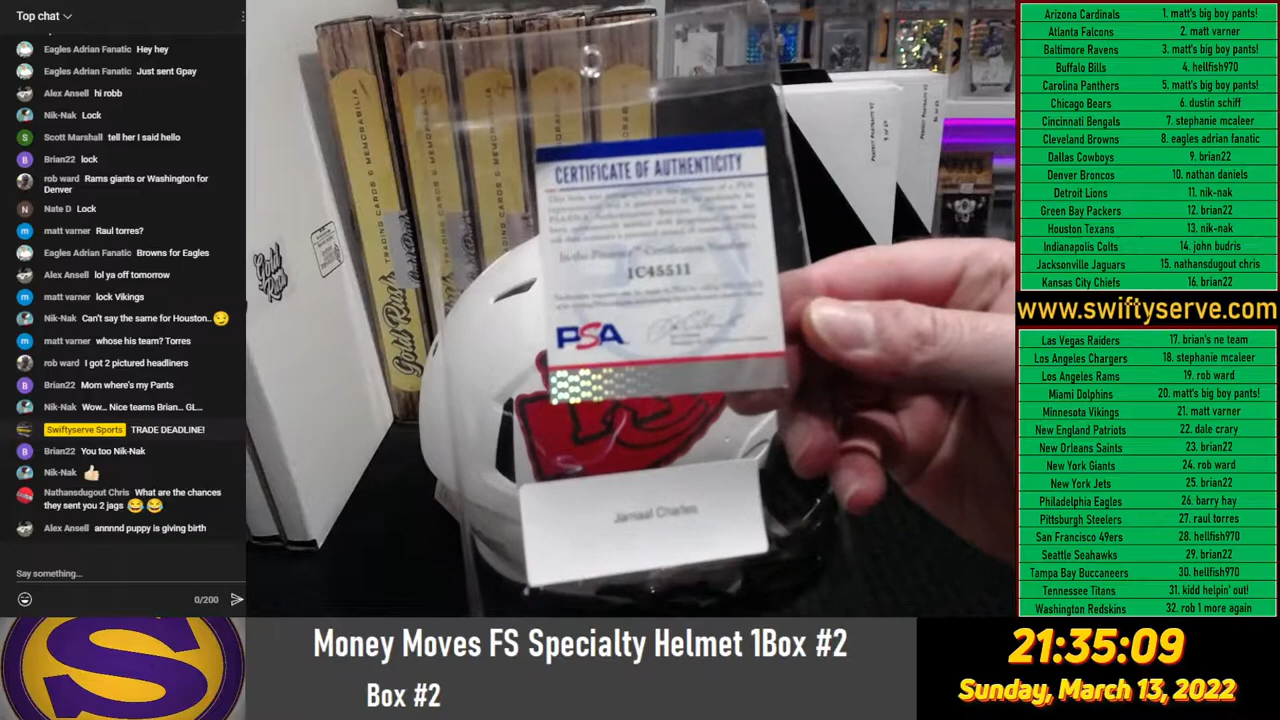 Top chat
Eagles Adrian Fanatic Hey hey
Eagles Adrian Fanatic Just sent Gpay
Alex Ansell hi robb
Nik-Nak Lock
Scott Marshall tell her I said hello
Brian22 lock
rob ward Rams giants or Washington for
Denver
Nate D Lock
matt varner Raul torres?
Eagles Adrian Fanatic Browns for Eagles
Alex Ansell lol ya off tomorrow
matt varner lock Vikings
Nik-Nak Can't say the same for Houston.. 😏
matt varner whose his team? Torres
rob ward I got 2 pictured headliners
Brian22 Mom where's my Pants
Nik-Nak Wow... Nice teams Brian... GL...
Swiftyserve Sports TRADE DEADLINE!
Brian22 You too Nik-Nak
Nik-Nak 👍🏻
Nathansdugout Chris What are the chances
they sent you 2 jags 😂 😂
Alex Ansell annnnd puppy is giving birth
Say something...
0/200
TRADING CARDS & MEMORABILIA
Gold Rush
Gold Rush
CERTIFICATE OF AUTHENTICITY
1C45511
PSA
Jamaal Charles
Arizona Cardinals 1. matt's big boy pants!
Atlanta Falcons 2. matt varner
Baltimore Ravens 3. matt's big boy pants!
Buffalo Bills 4. hellfish970
Carolina Panthers 5. matt's big boy pants!
Chicago Bears 6. dustin schiff
Cincinnati Bengals 7. stephanie mcaleer
Cleveland Browns 8. eagles adrian fanatic
Dallas Cowboys 9. brian22
Denver Broncos 10. nathan daniels
Detroit Lions 11. nik-nak
Green Bay Packers 12. brian22
Houston Texans 13. nik-nak
Indianapolis Colts 14. john budris
Jacksonville Jaguars 15. nathansdugout chris
Kansas City Chiefs 16. brian22
www.swiftyserve.com
Las Vegas Raiders 17. brian's ne team
Los Angeles Chargers 18. stephanie mcaleer
Los Angeles Rams 19. rob ward
Miami Dolphins 20. matt's big boy pants!
Minnesota Vikings 21. matt varner
New England Patriots 22. dale crary
New Orleans Saints 23. brian22
New York Giants 24. rob ward
New York Jets 25. brian22
Philadelphia Eagles 26. barry hay
Pittsburgh Steelers 27. raul torres
San Francisco 49ers 28. hellfish970
Seattle Seahawks 29. brian22
Tampa Bay Buccaneers 30. hellfish970
Tennessee Titans 31. kidd helpin' out!
Washington Redskins 32. rob 1 more again
S
Money Moves FS Specialty Helmet 1Box #2
Box #2
21:35:09
Sunday, March 13, 2022